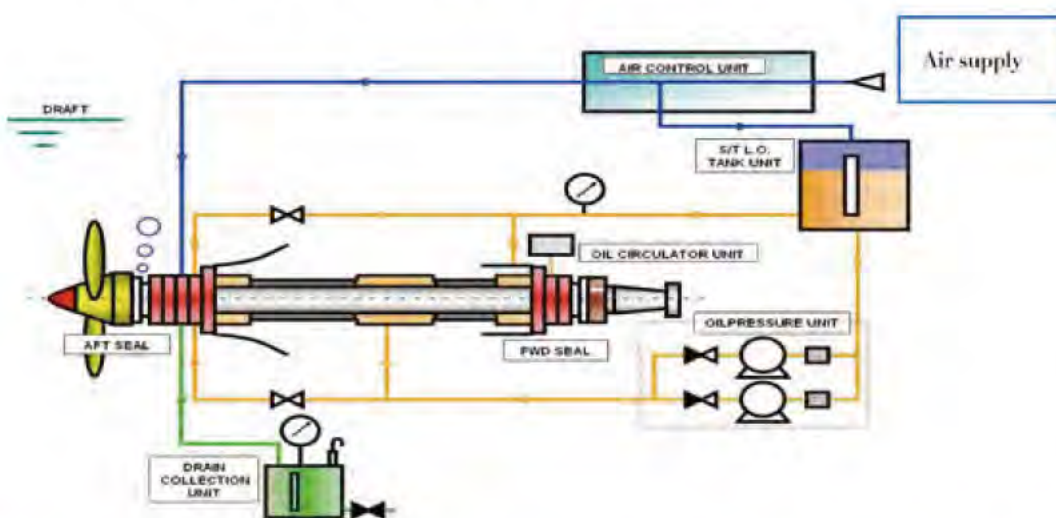 Air supply
AIR CONTROL UNIT
DRAFT
S/T L.O.
TANK UNIT
OIL CIRCULATOR UNIT
OILPRESSURE UNIT
AFT SEAL
FWD SEAL
DRAIN
COLLECTION
UNIT